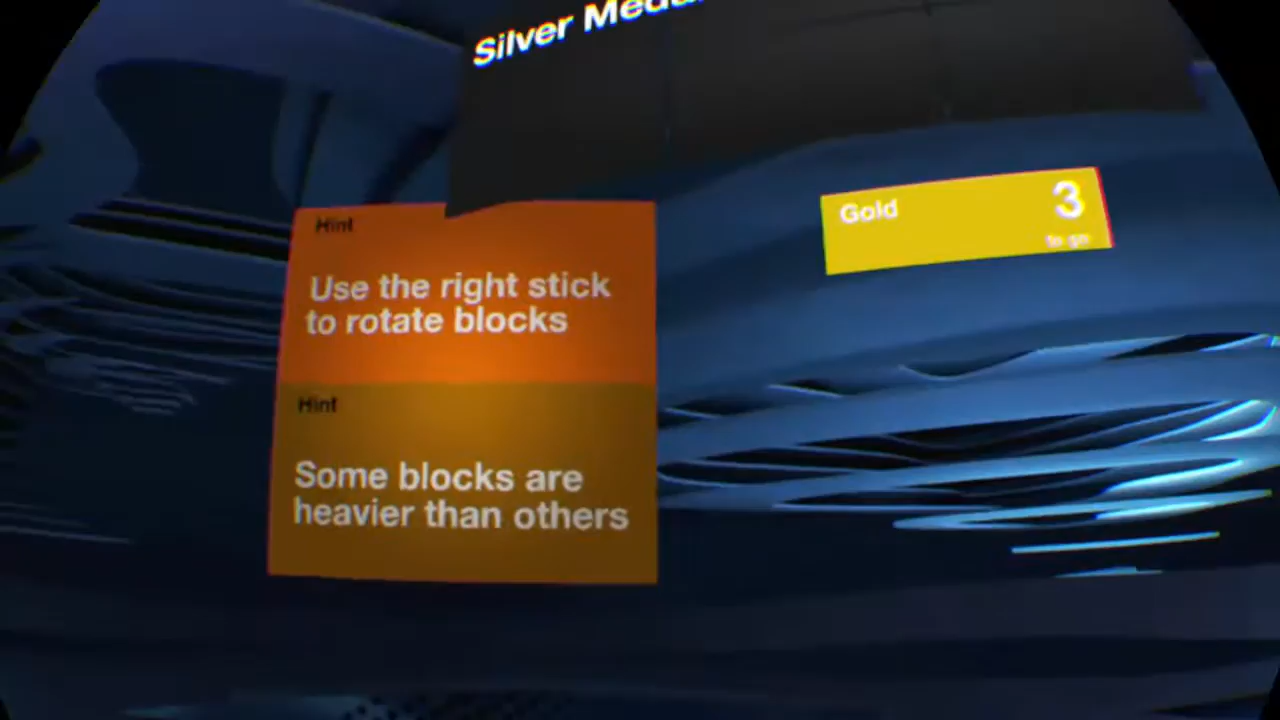 Silver Medal
Gold
3
to go
Hint
Use the right stick
to rotate blocks
Hint
Some blocks are
heavier than others